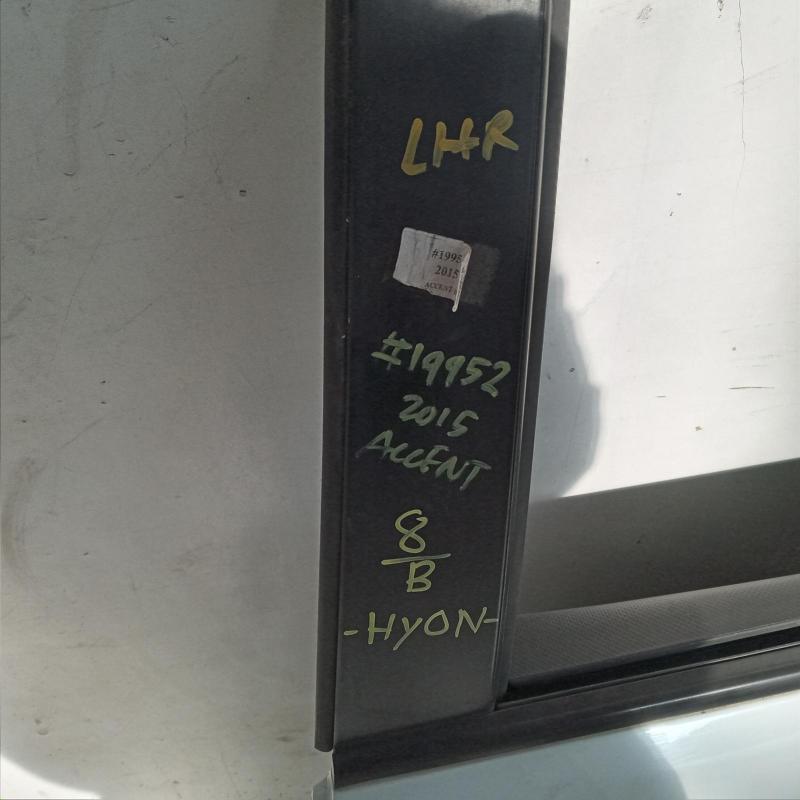 LHR
#1995
2015
ACCENT
#19952
2015
ACCENT
8
B
-HYON-